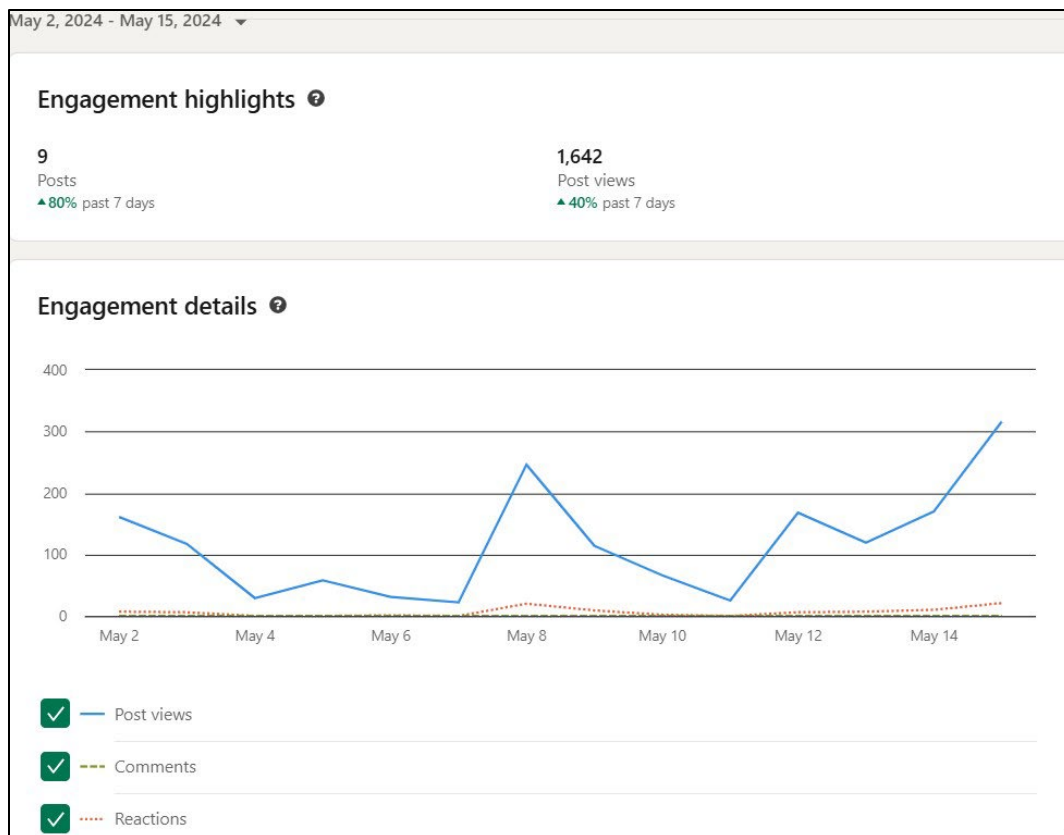 May 2, 2024 - May 15, 2024
Engagement highlights ?
9
Posts
80% past 7 days
1,642
Post views
40% past 7 days
Engagement details ?
400
300
200
100
0
May 2 May 4 May 6 May 8 May 10 May 12 May 14
Post views
Comments
Reactions